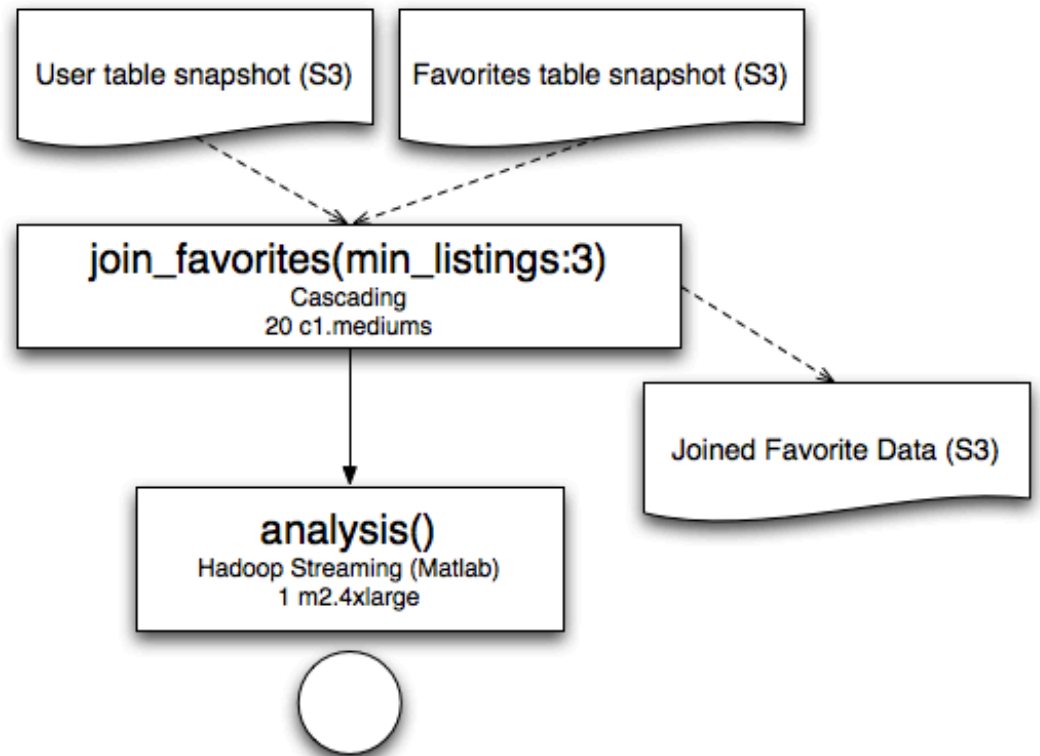 User table snapshot (S3)
Favorites table snapshot (S3)
join_favorites(min_listings:3)
Cascading
20 c1.mediums
Joined Favorite Data (S3)
analysis()
Hadoop Streaming (Matlab)
1 m2.4xlarge